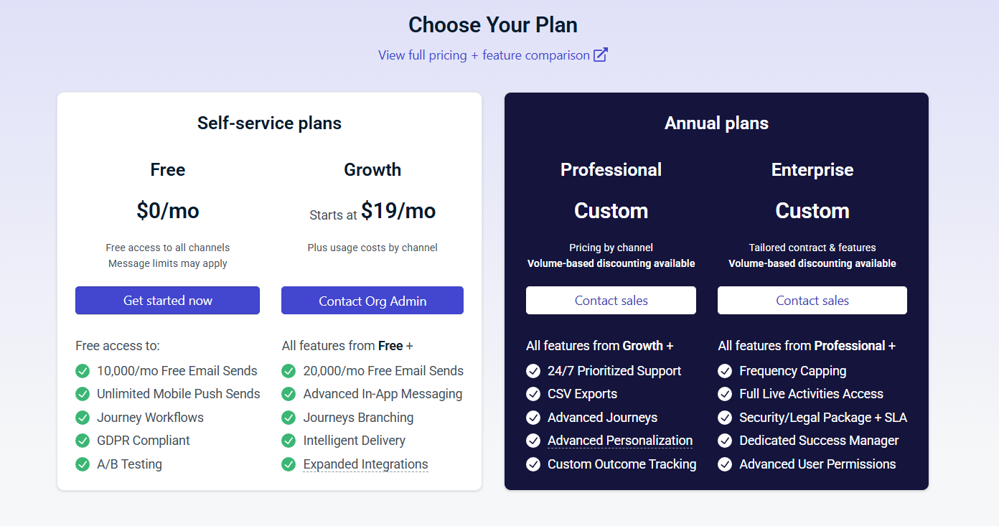 Choose Your Plan
View full pricing + feature comparison
Self-service plans
Free
$0/mo
Free access to all channels
Message limits may apply
Get started now
Free access to:
10,000/mo Free Email Sends
Unlimited Mobile Push Sends
Journey Workflows
GDPR Compliant
A/B Testing
Growth
Starts at $19/mo
Plus usage costs by channel
Contact Org Admin
All features from Free +
20,000/mo Free Email Sends
Advanced In-App Messaging
Journeys Branching
Intelligent Delivery
Expanded Integrations
Annual plans
Professional
Custom
Pricing by channel
Volume-based discounting available
Contact sales
All features from Growth +
24/7 Prioritized Support
CSV Exports
Advanced Journeys
Advanced Personalization
Custom Outcome Tracking
Enterprise
Custom
Tailored contract & features
Volume-based discounting available
Contact sales
All features from Professional +
Frequency Capping
Full Live Activities Access
Security/Legal Package + SLA
Dedicated Success Manager
Advanced User Permissions